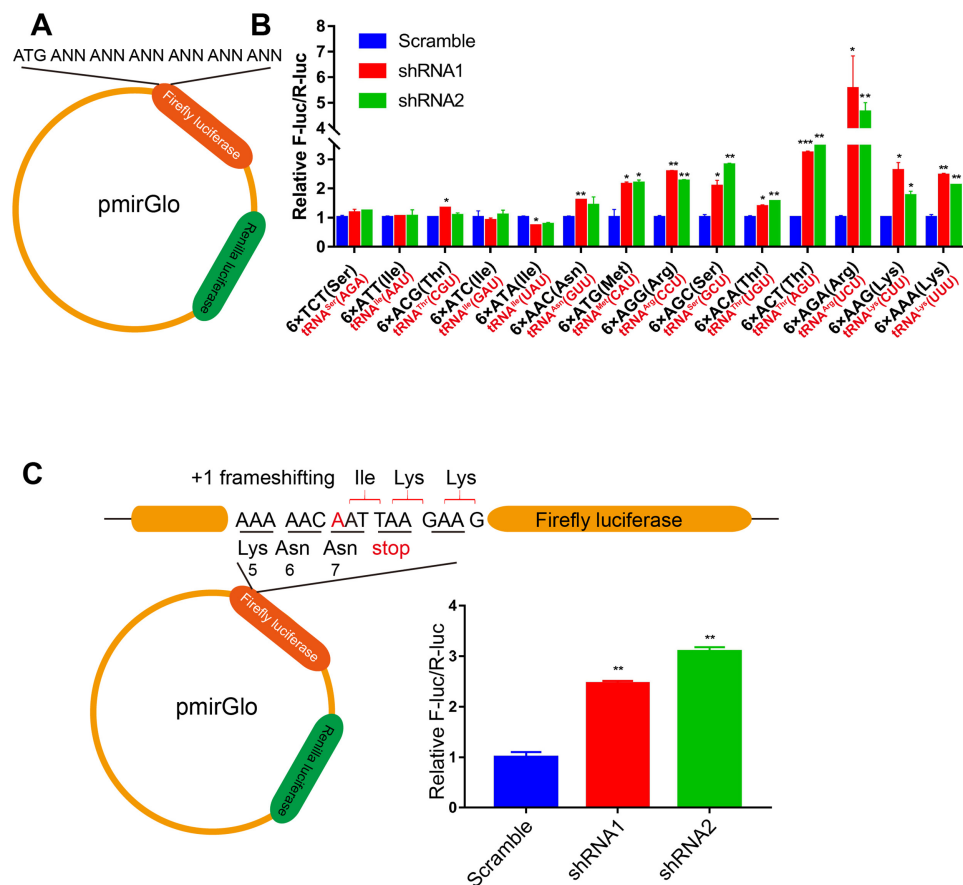 A
ATG ANN ANN ANN ANN ANN
Firefly luciferase
Renilla luciferase
pmirGlo
B
Relative F-luc/R-luc
8
7
6
5
4
3
2
1
0
Scramble
shRNA1
shRNA2
*
*
**
*
*
**
**
*
**
*
**
***
**
*
**
*
*
**
**
6×TCT(Ser)
tRNASer(AGA)
6×ATT(Ile)
tRNAIle(AAU)
6×ACG(Thr)
tRNAThr(CGU)
6×ATC(Ile)
tRNAIle(GAU)
6×ATA(Ile)
tRNAIle(UAU)
6×AAC(Asn)
tRNAAsn(GUU)
6×ATG(Met)
tRNAMet(CAU)
6×AGG(Arg)
tRNAArg(CCU)
6×AGC(Ser)
tRNASer(GCU)
6×ACA(Thr)
tRNAThr(UGU)
6×ACT(Thr)
tRNAThr(AGU)
6×AGA(Arg)
tRNAArg(UCU)
6×AAG(Lys)
tRNALys(CUU)
6×AAA(Lys)
tRNALys(UUU)
C
+1 frameshifting Ile Lys Lys
AAA AAC AAT TAA GAA G
Firefly luciferase
Lys Asn Asn stop
5 6 7
Firefly luciferase
Renilla luciferase
pmirGlo
Relative F-luc/R-luc
4
3
2
1
0
**
**
Scramble
shRNA1
shRNA2